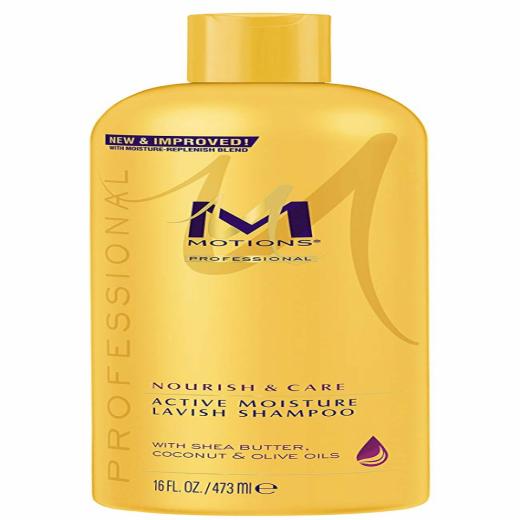 NEW & IMPROVED!
WITH MOISTURE-REPLENISH BLEND
PROFESSIONAL
M
MOTIONS®
PROFESSIONAL
NOURISH & CARE
ACTIVE MOISTURE
LAVISH SHAMPOO
WITH SHEA BUTTER,
COCONUT & OLIVE OILS
16 FL. OZ./473 ml ℮